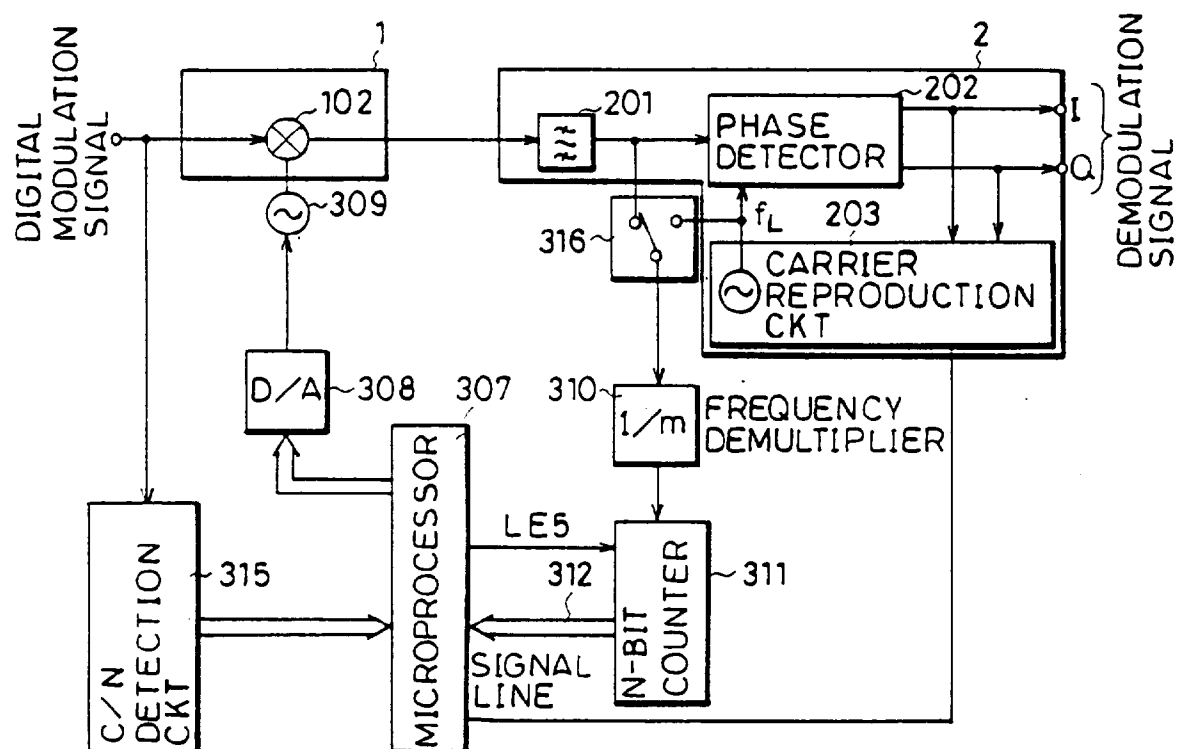 DIGITAL
MODULATION
SIGNAL
1
102
309
2
201
202
PHASE
DETECTOR
I
Q
DEMODULATION
SIGNAL
316
fL
203
CARRIER
REPRODUCTION
CKT
D/A
308
307
310
1/m
FREQUENCY
DEMULTIPLIER
MICROPROCESSOR
LE5
312
SIGNAL
LINE
N-BIT
COUNTER
311
C/N
DETECTION
CKT
315